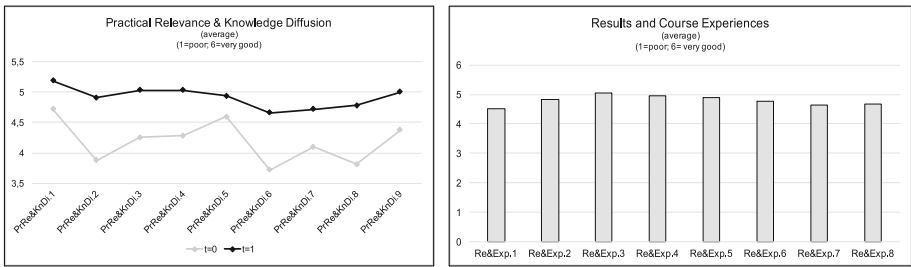 Practical Relevance & Knowledge Diffusion
(average)
(1=poor; 6=very good)
5,5
5
4,5
4
3,5
PrRe&KnDi.1
PrRe&KnDi.2
PrRe&KnDi.3
PrRe&KnDi.4
PrRe&KnDi.5
PrRe&KnDi.6
PrRe&KnDi.7
PrRe&KnDi.8
PrRe&KnDi.9
t=0 t=1
Results and Course Experiences
(average)
(1=poor; 6= very good)
6
5
4
3
2
1
0
Re&Exp.1 Re&Exp.2 Re&Exp.3 Re&Exp.4 Re&Exp.5 Re&Exp.6 Re&Exp.7 Re&Exp.8